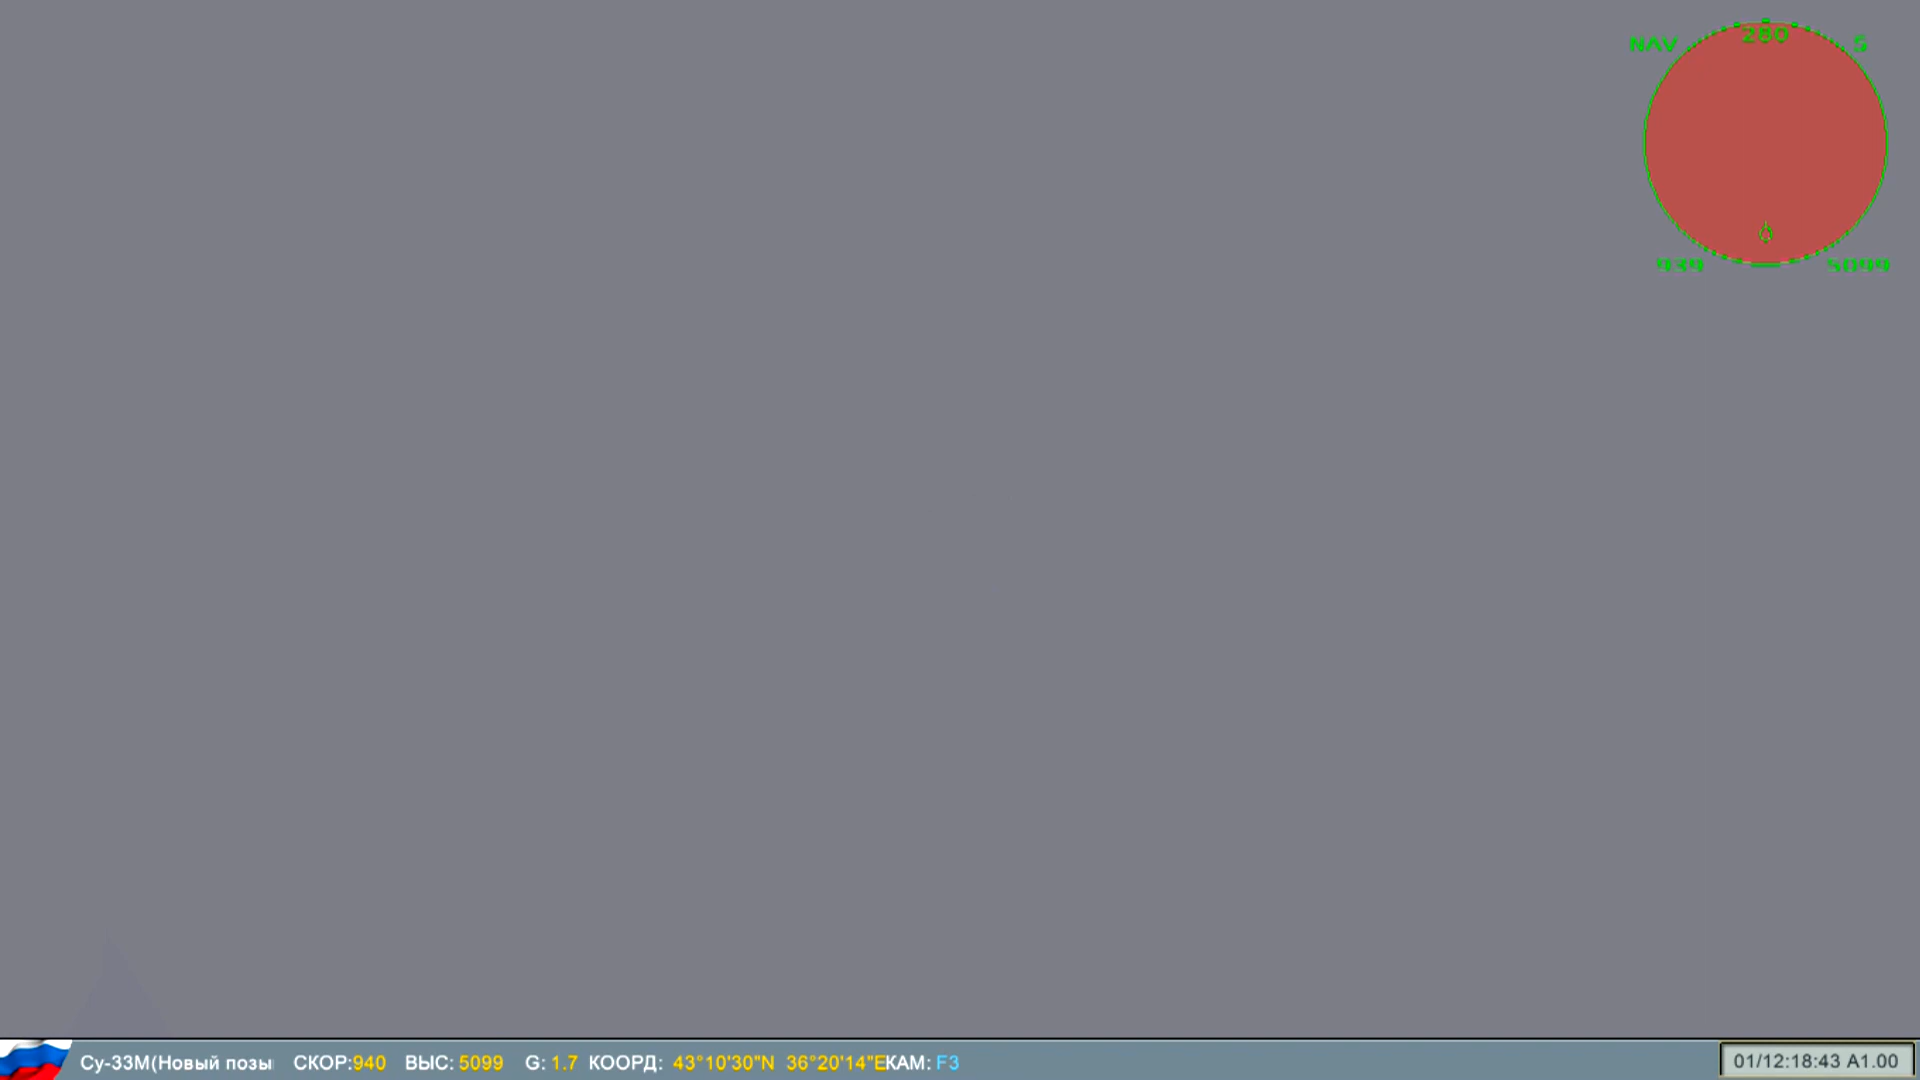 NAV 280 5
939 5099
Су-33М(Новый позы СКОР:940 ВЫС: 5099 G: 1.7 КООРД: 43°10'30"N 36°20'14"E КАМ: F3 01/12:18:43 A1.00